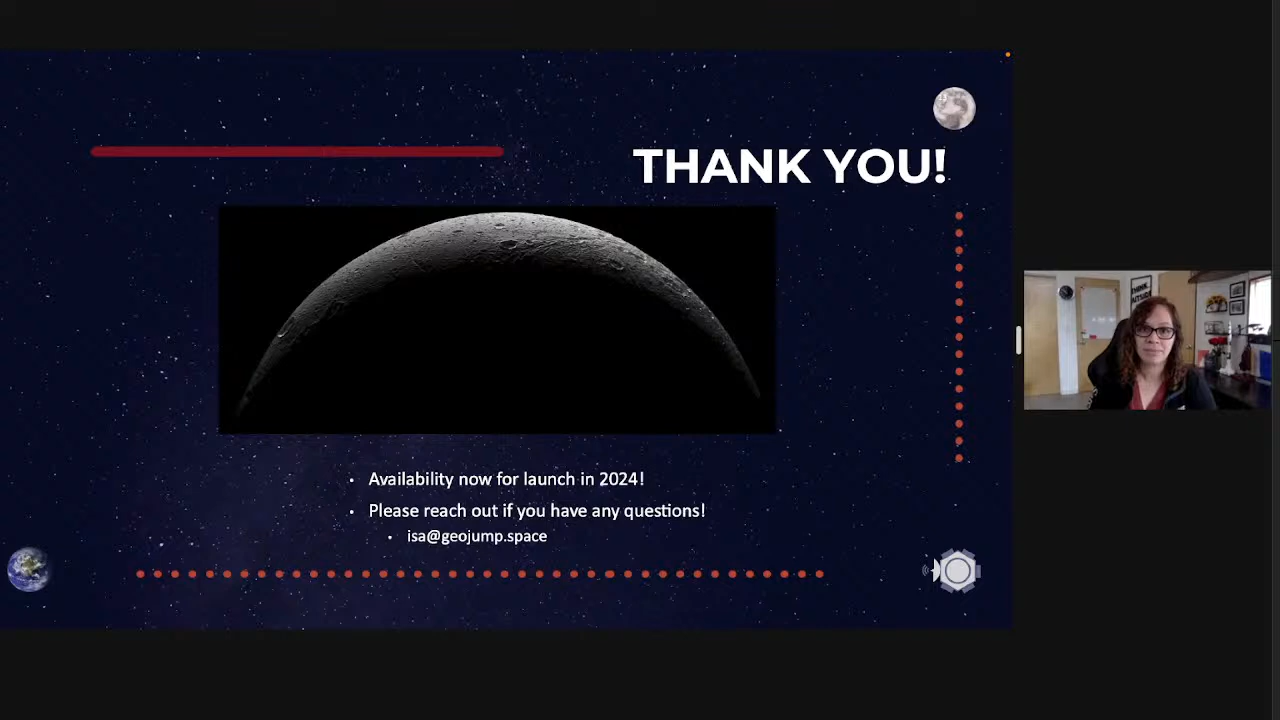 THANK YOU!
Availability now for launch in 2024!
Please reach out if you have any questions!
isa@geojump.space
THINK